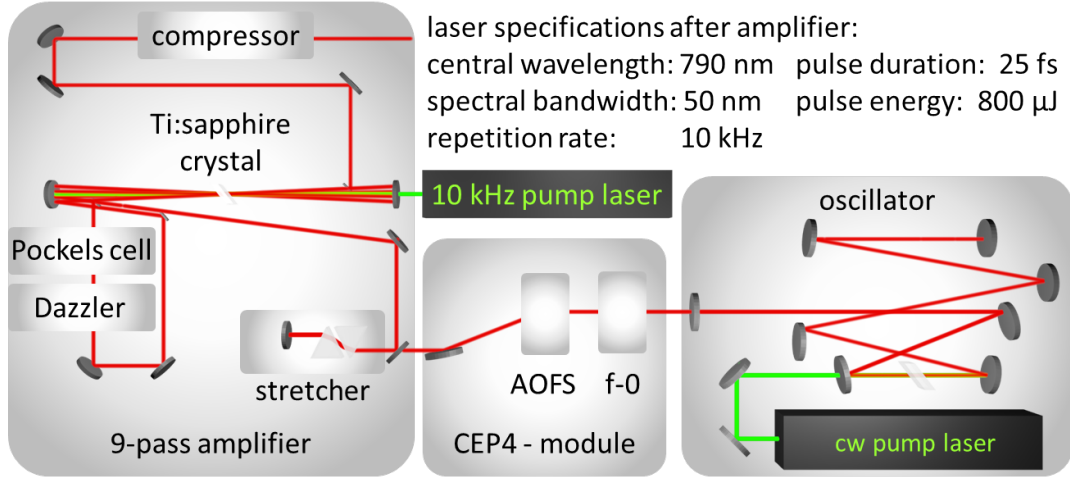 compressor
laser specifications after amplifier:
central wavelength: 790 nm pulse duration: 25 fs
spectral bandwidth: 50 nm pulse energy: 800 µJ
repetition rate: 10 kHz
Ti:sapphire
crystal
10 kHz pump laser
oscillator
Pockels cell
Dazzler
stretcher
AOFS f-0
9-pass amplifier
CEP4 - module
cw pump laser